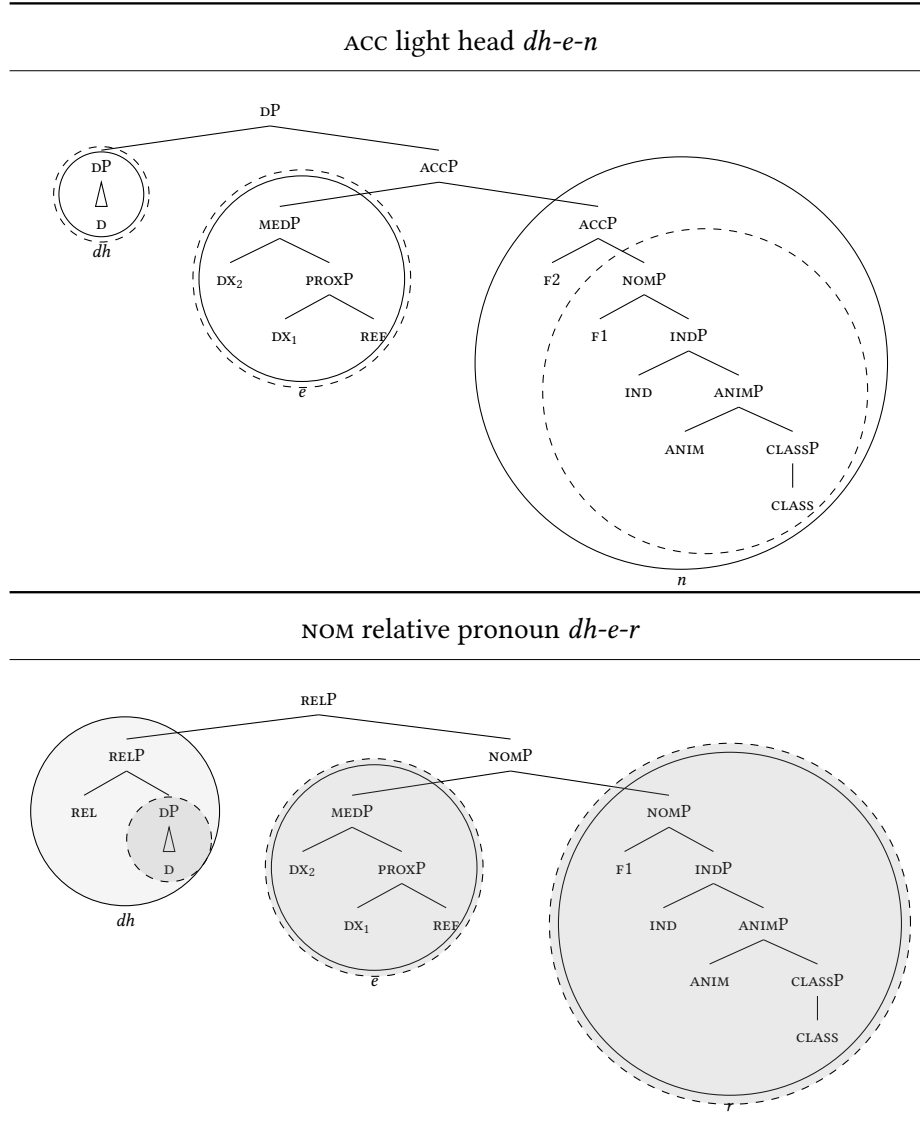 ACC light head dh-e-n
DP
DP ACCP
D MEDP ACCP
dh DX₂ PROXP F2 NOMP
DX₁ REF F1 INDP
e IND ANIMP
ANIM CLASSP
CLASS
n
NOM relative pronoun dh-e-r
RELP
RELP NOMP
REL DP MEDP NOMP
D DX₂ PROXP F1 INDP
dh DX₁ REF IND ANIMP
e ANIM CLASSP
CLASS
r